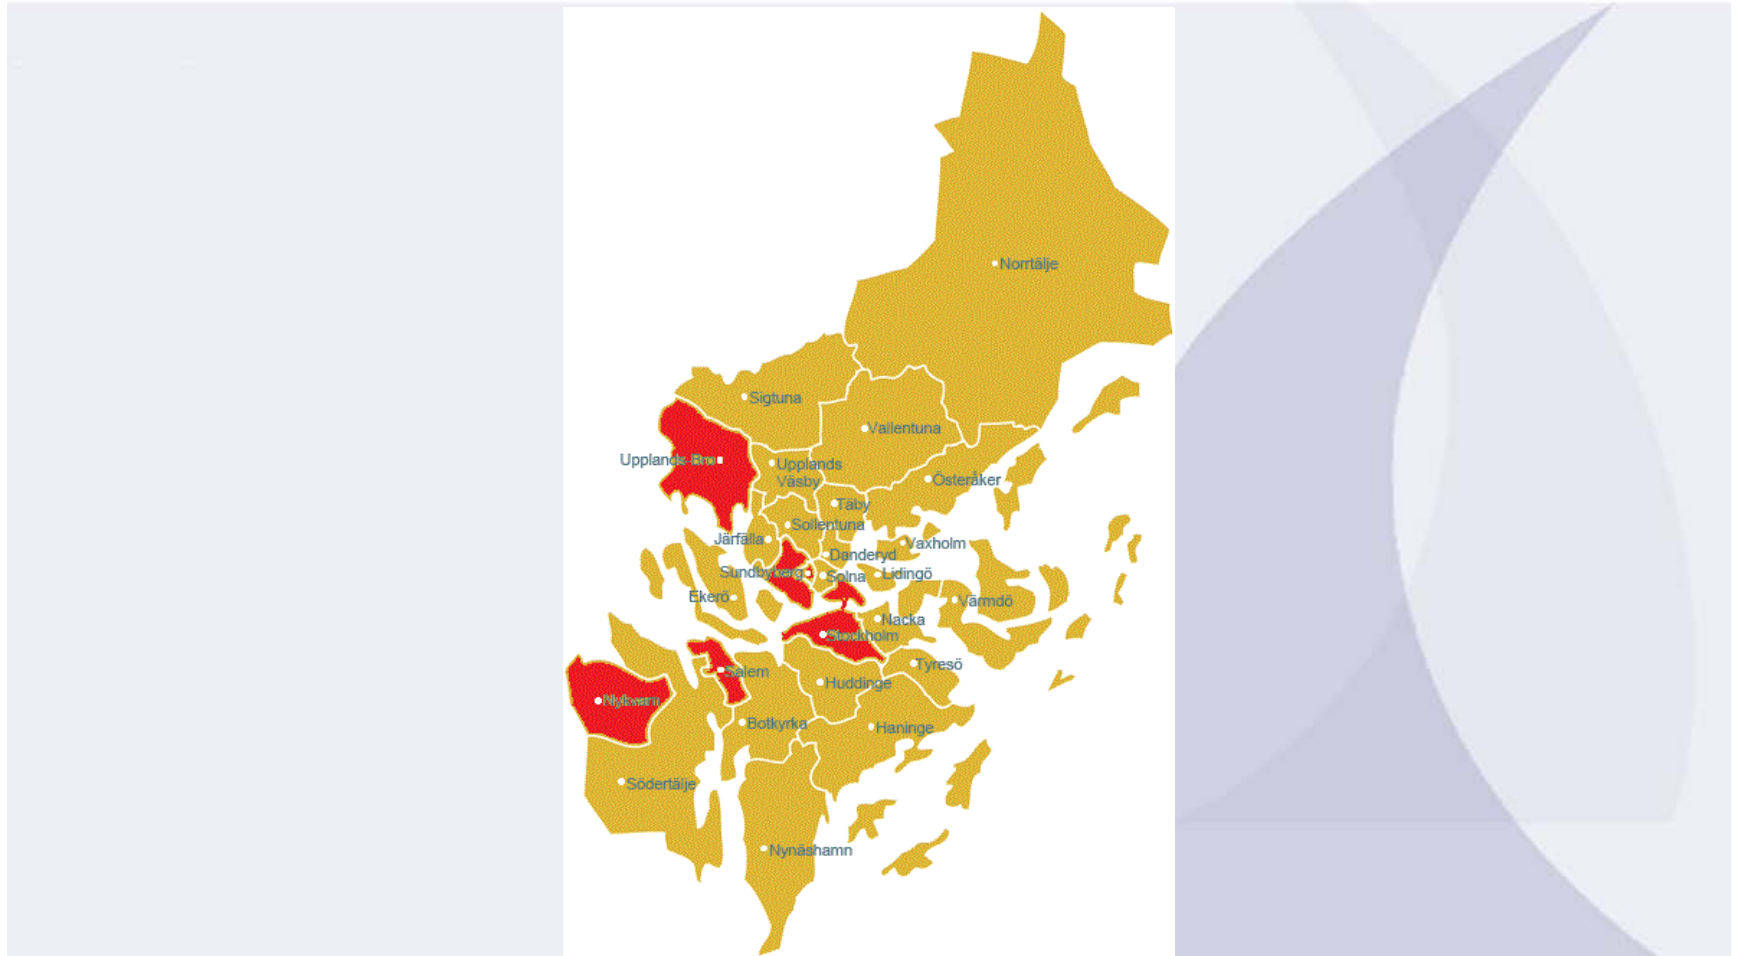 Norrtälje
Sigtuna
Vallentuna
Upplands-Bro
Upplands
Väsby
Österåker
Täby
Sollentuna
Järfälla
Vaxholm
Danderyd
Sundbyberg
Solna
Lidingö
Ekerö
Värmdö
Nacka
Stockholm
Tyresö
Salem
Huddinge
Nykvarn
Botkyrka
Haninge
Södertälje
Nynäshamn